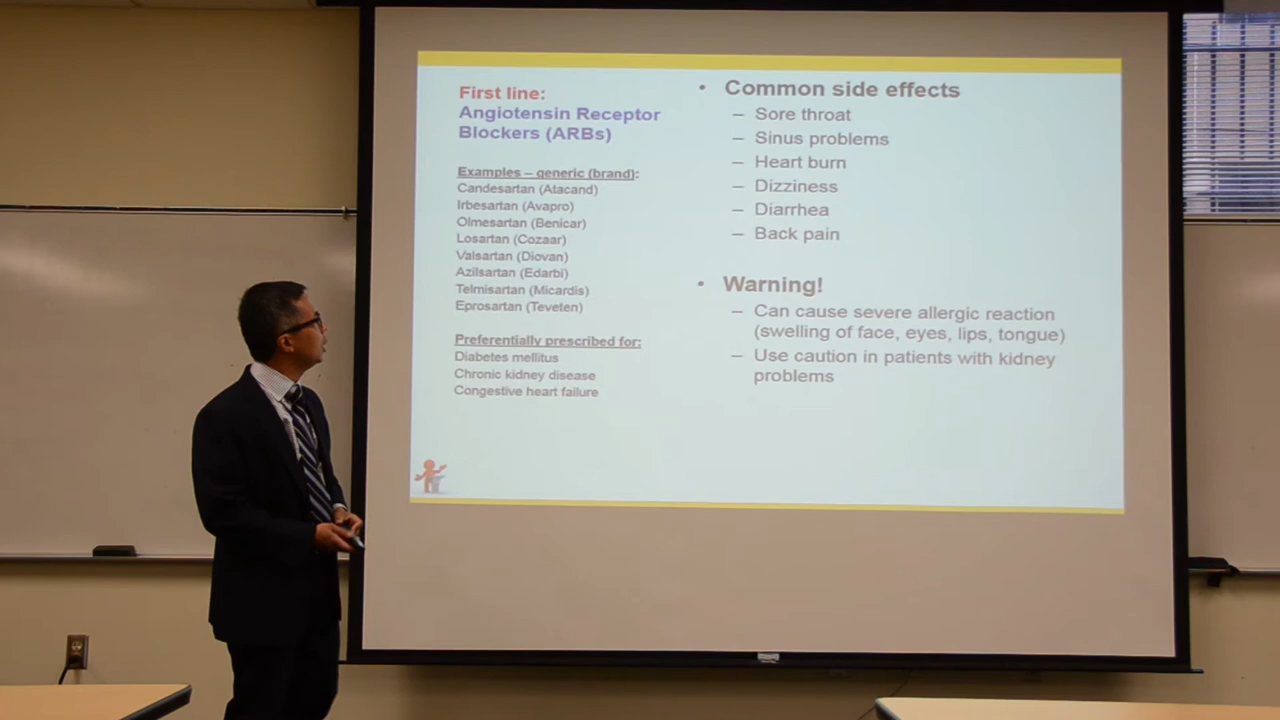 First line:
Angiotensin Receptor
Blockers (ARBs)
Examples – generic (brand):
Candesartan (Atacand)
Irbesartan (Avapro)
Olmesartan (Benicar)
Losartan (Cozaar)
Valsartan (Diovan)
Azilsartan (Edarbi)
Telmisartan (Micardis)
Eprosartan (Teveten)
Preferentially prescribed for:
Diabetes mellitus
Chronic kidney disease
Congestive heart failure
• Common side effects
– Sore throat
– Sinus problems
– Heart burn
– Dizziness
– Diarrhea
– Back pain
• Warning!
– Can cause severe allergic reaction
(swelling of face, eyes, lips, tongue)
– Use caution in patients with kidney
problems